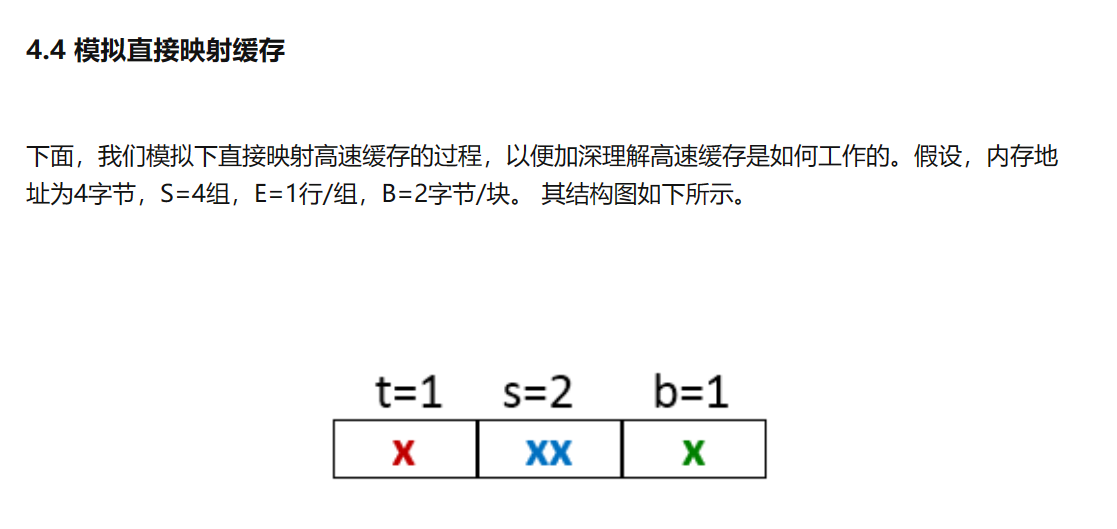 4.4 模拟直接映射缓存
下面，我们模拟下直接映射高速缓存的过程，以便加深理解高速缓存是如何工作的。假设，内存地
址为4字节，S=4组，E=1行/组，B=2字节/块。 其结构图如下所示。
t=1 s=2 b=1
x xx x